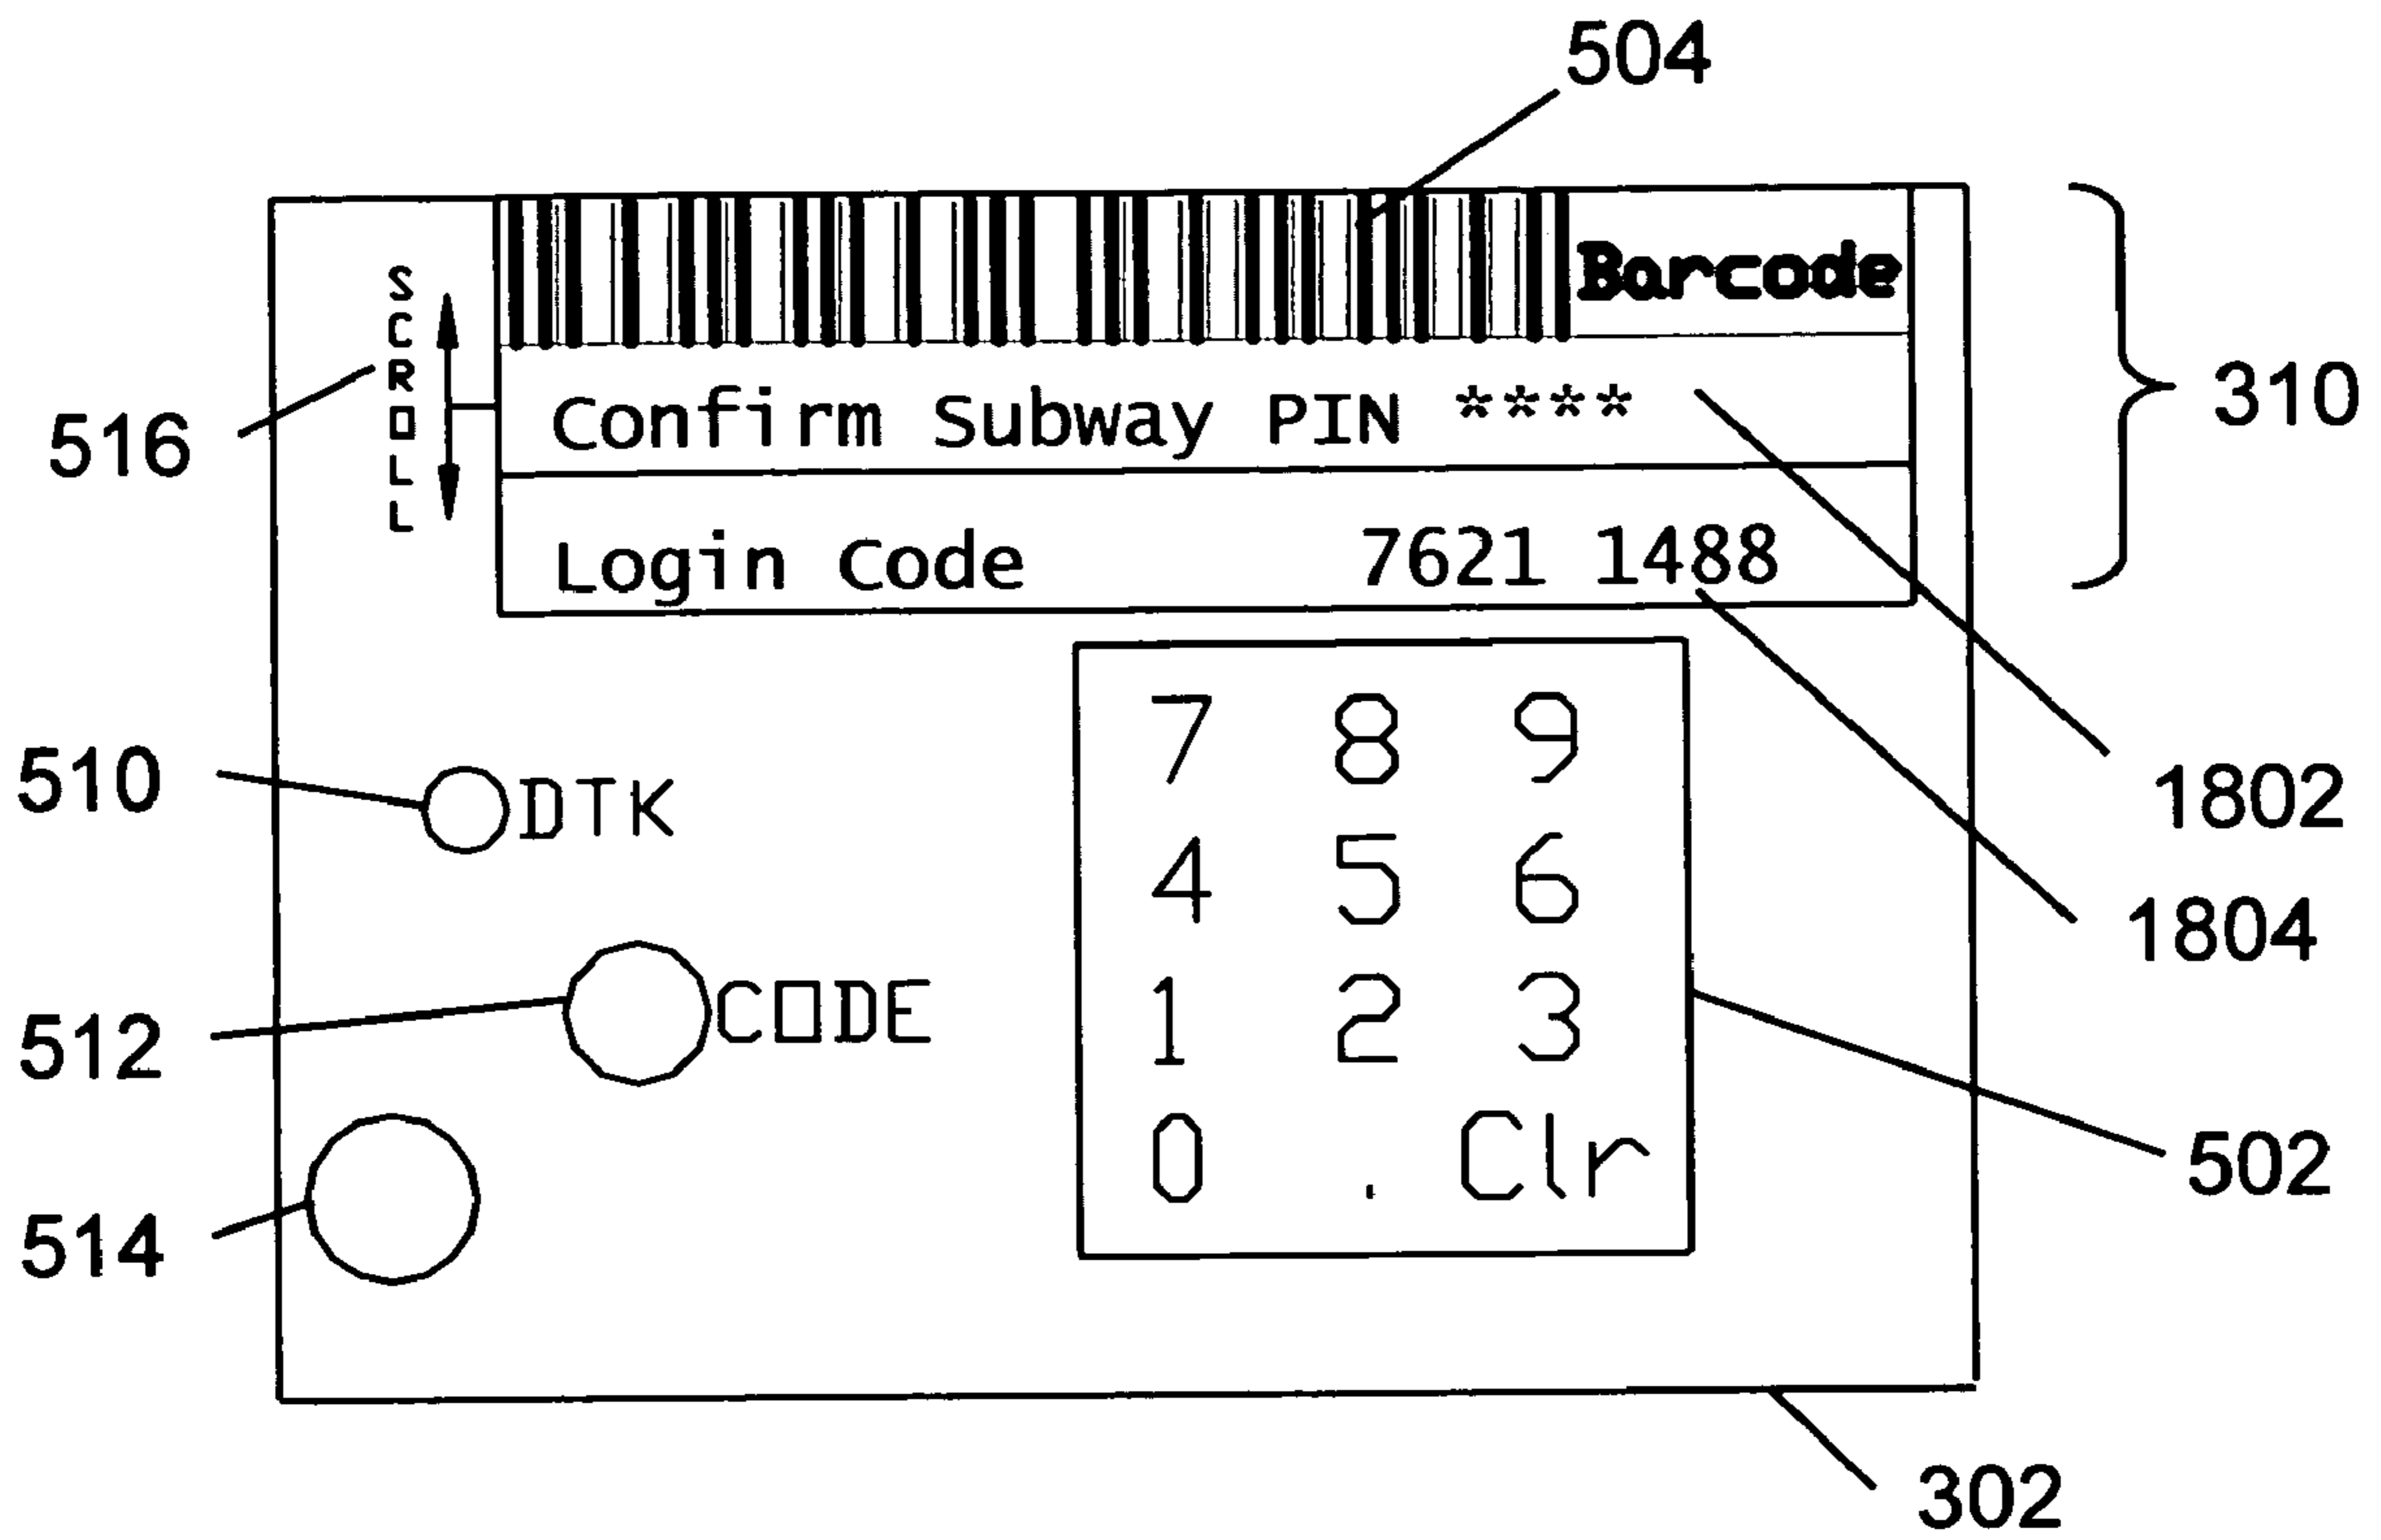 504
Barcode
SCROLL
310
516
Confirm Subway PIN ****
Login Code 7621 1488
7 8 9
510
DTK
1802
4 5 6
1804
512
CODE
1 2 3
0 . Clr
502
514
302